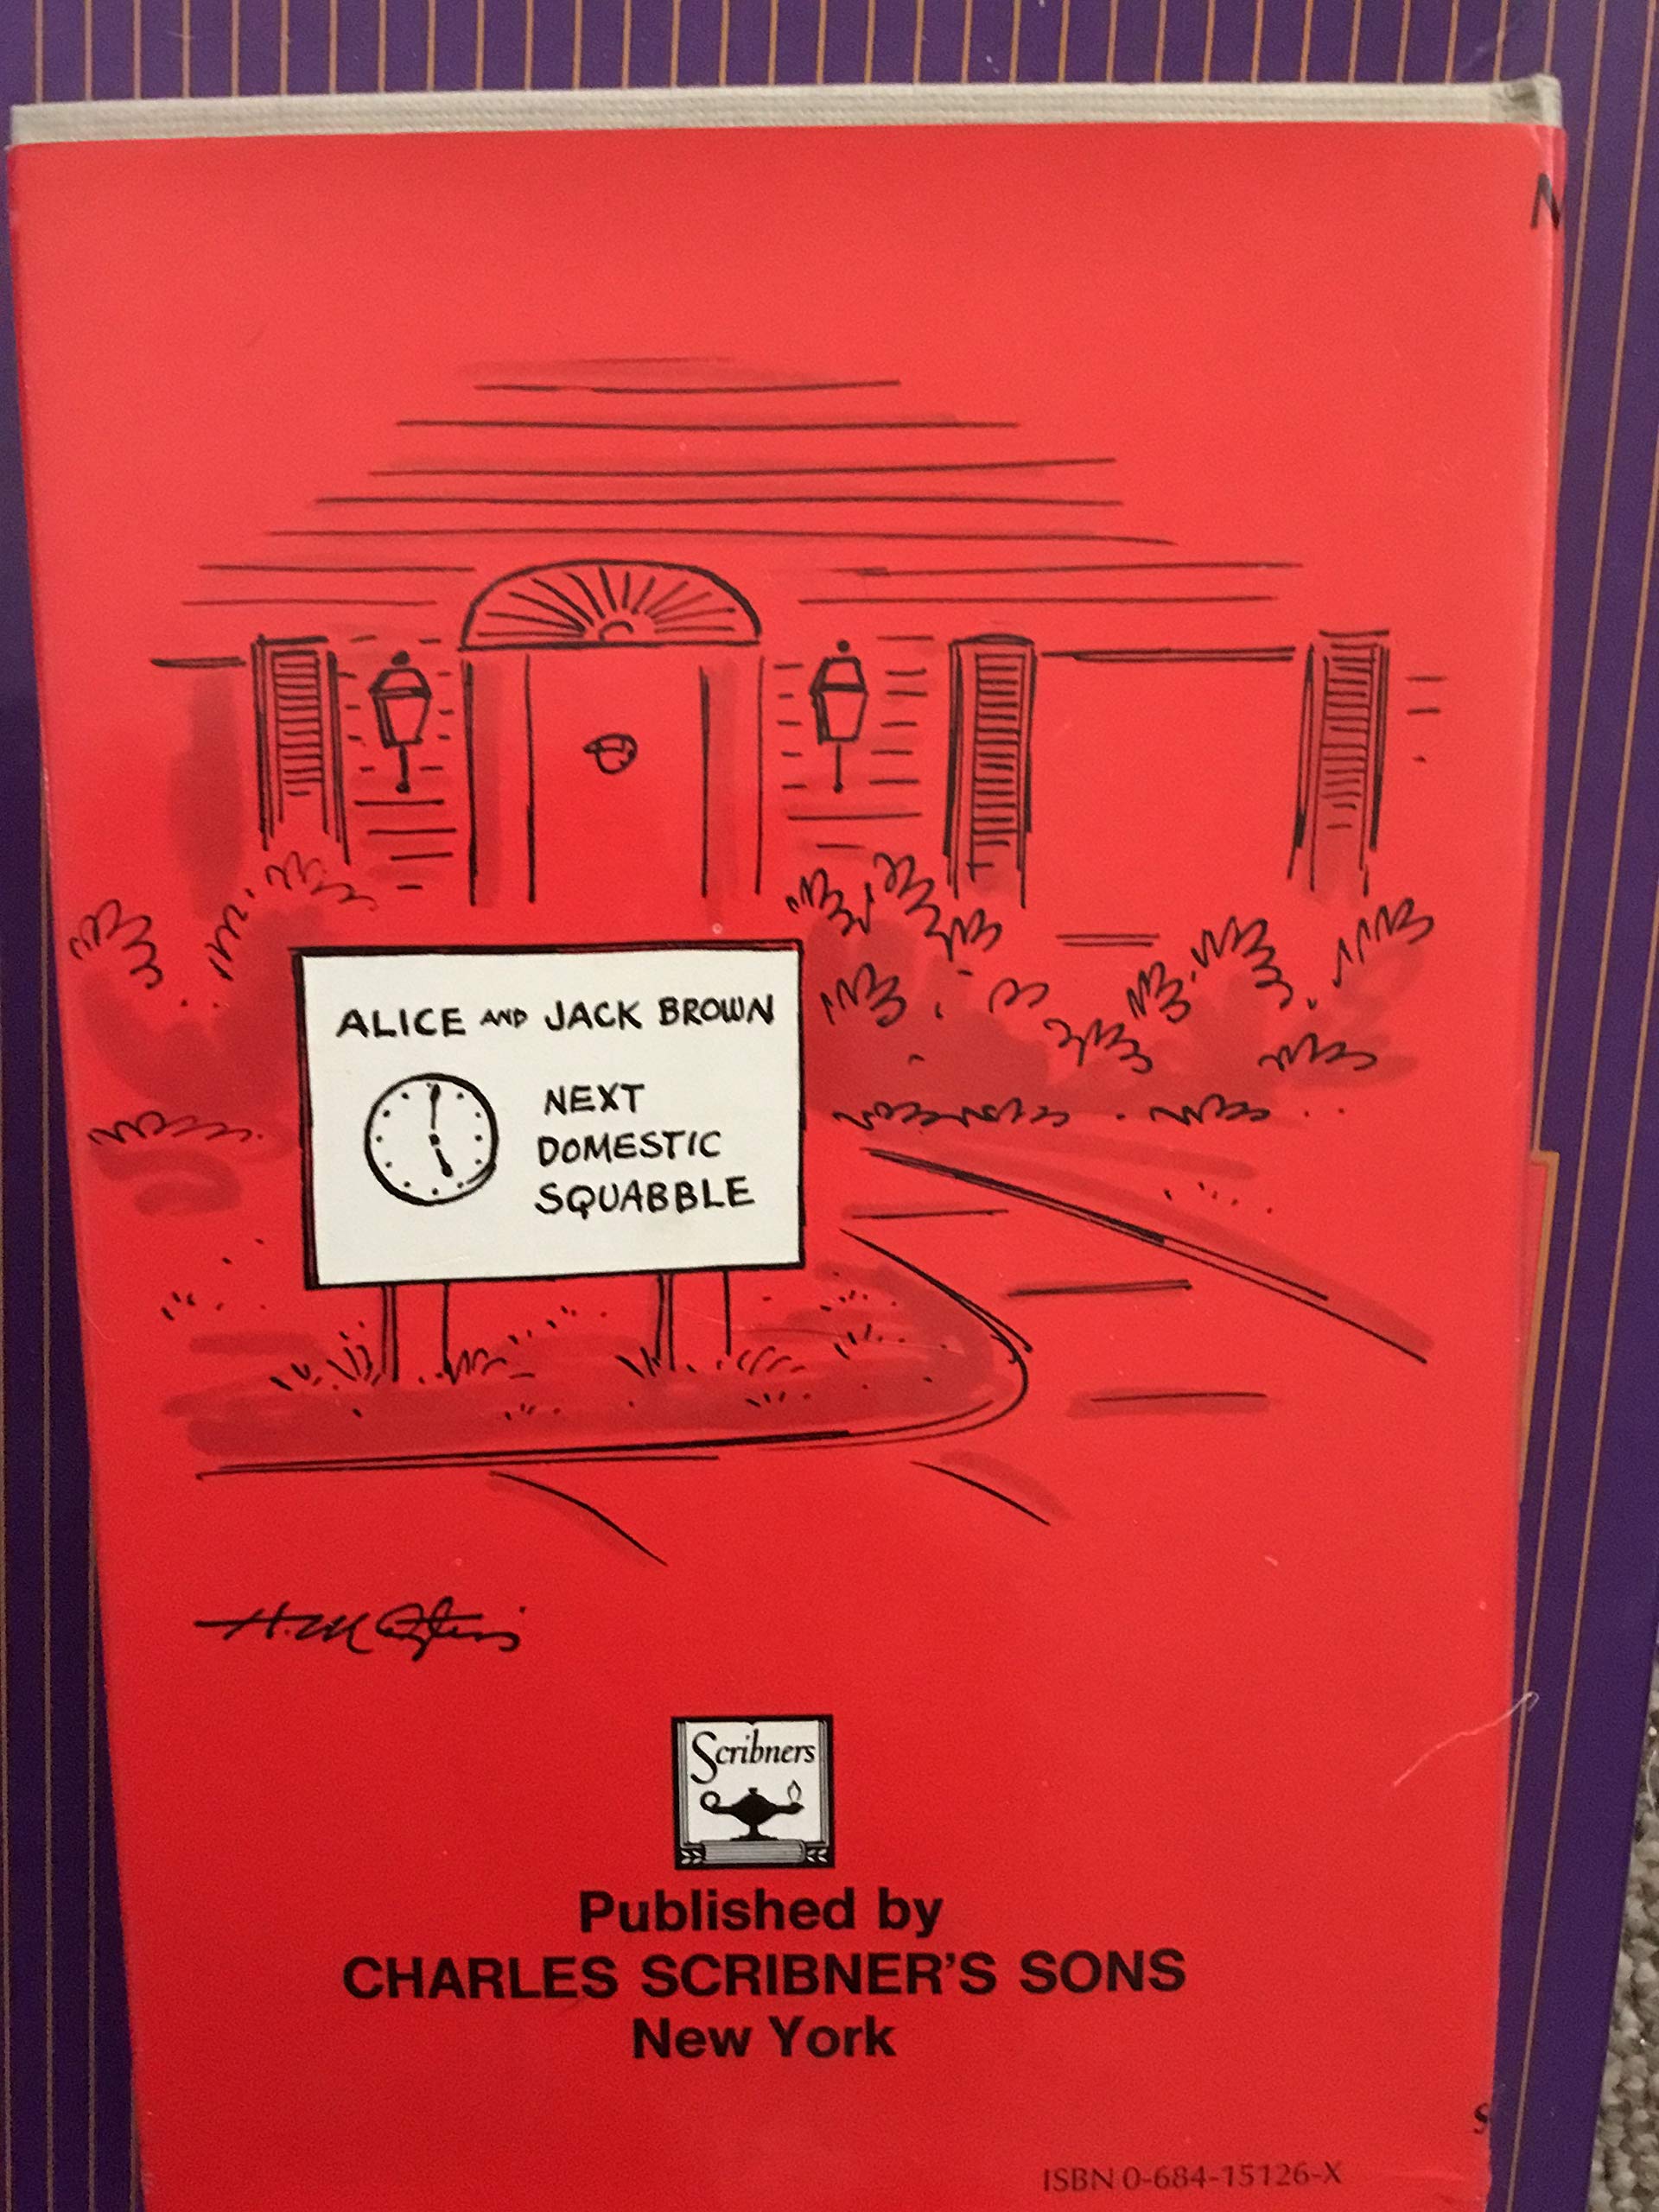 N
ALICE AND JACK BROWN
NEXT
DOMESTIC
SQUABBLE
Scribners
Published by
CHARLES SCRIBNER'S SONS
New York
S
ISBN 0-684-15126-X